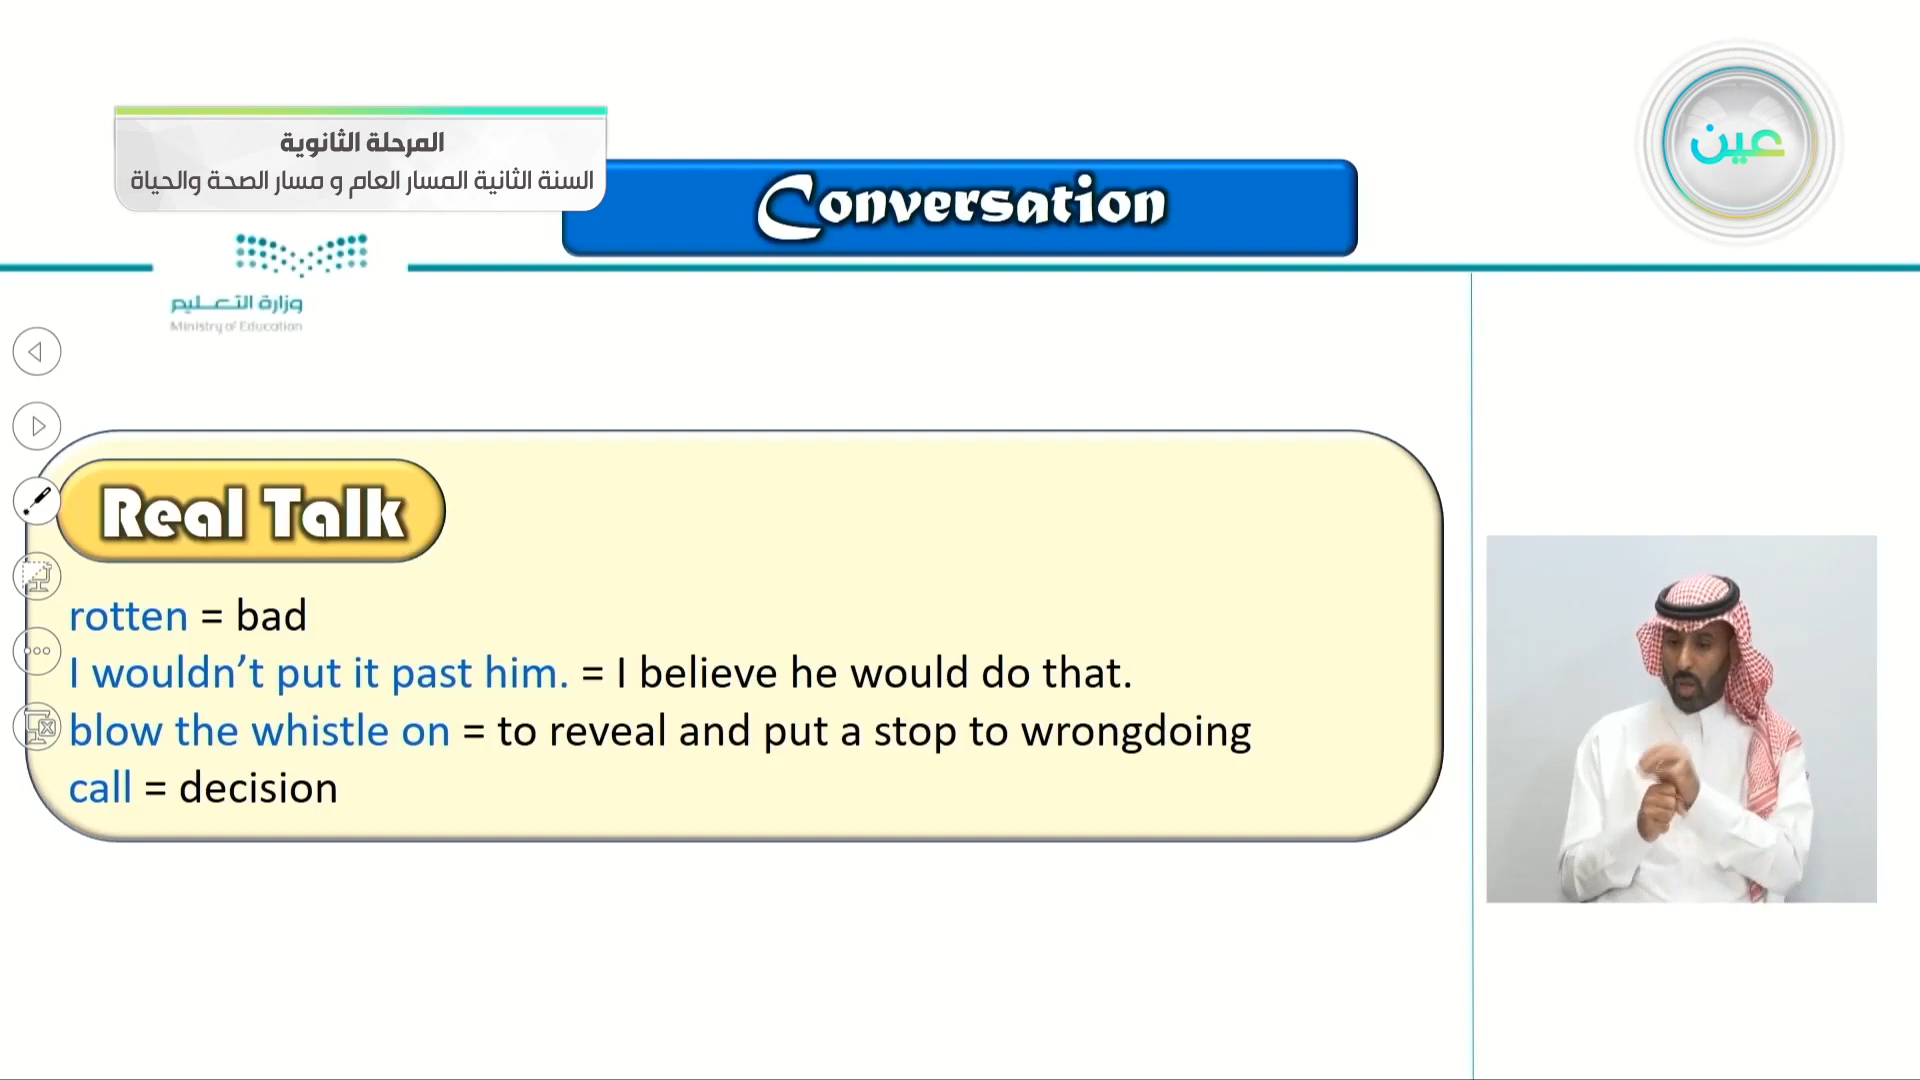 المرحلة الثانوية
السنة الثانية المسار العام و مسار الصحة والحياة
عين
Conversation
وزارة التعليم
Ministry of Education
Real Talk
rotten = bad
I wouldn’t put it past him. = I believe he would do that.
blow the whistle on = to reveal and put a stop to wrongdoing
call = decision